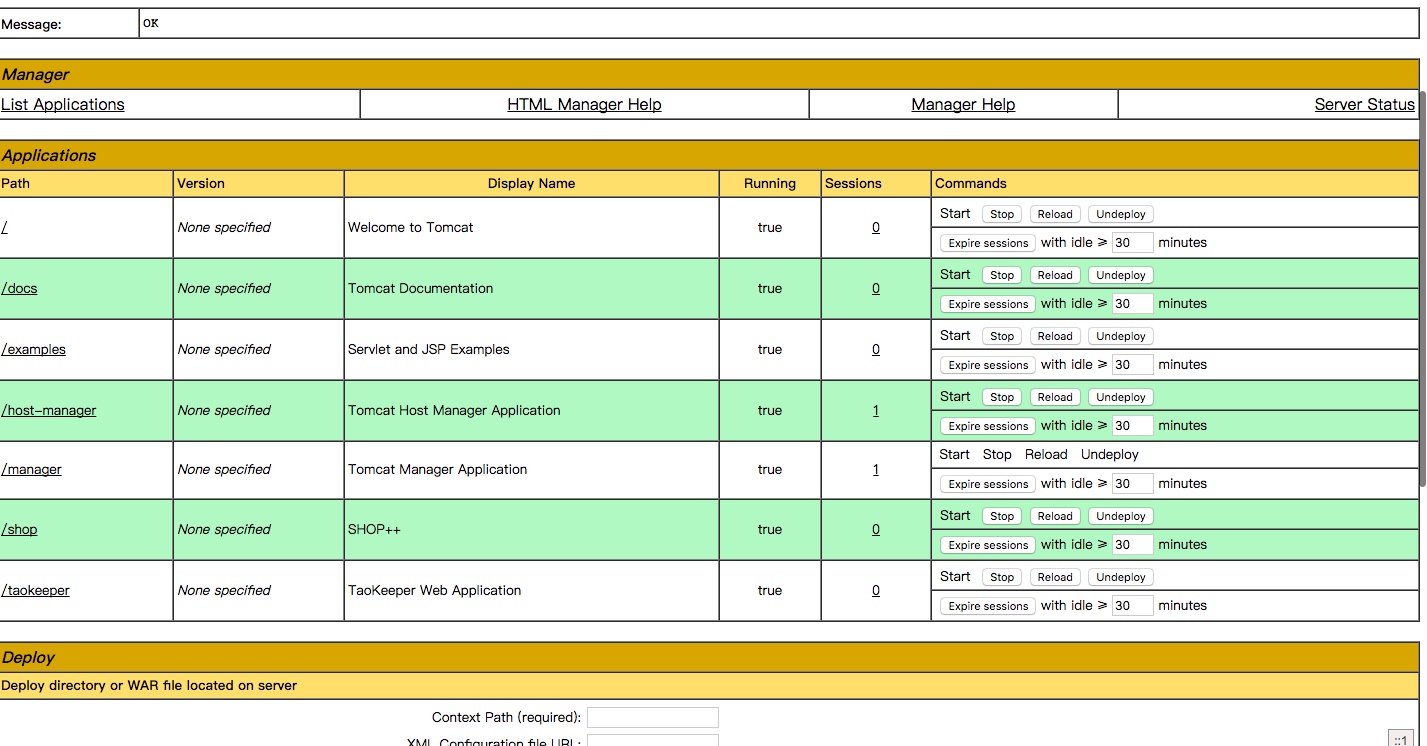 Message: OK
Manager
List Applications HTML Manager Help Manager Help Server Status
Applications
Path Version Display Name Running Sessions Commands
/ None specified Welcome to Tomcat true 0 Start Stop Reload Undeploy
Expire sessions with idle ≥ 30 minutes
/docs None specified Tomcat Documentation true 0 Start Stop Reload Undeploy
Expire sessions with idle ≥ 30 minutes
/examples None specified Servlet and JSP Examples true 0 Start Stop Reload Undeploy
Expire sessions with idle ≥ 30 minutes
/host-manager None specified Tomcat Host Manager Application true 1 Start Stop Reload Undeploy
Expire sessions with idle ≥ 30 minutes
/manager None specified Tomcat Manager Application true 1 Start Stop Reload Undeploy
Expire sessions with idle ≥ 30 minutes
/shop None specified SHOP++ true 0 Start Stop Reload Undeploy
Expire sessions with idle ≥ 30 minutes
/taokeeper None specified TaoKeeper Web Application true 0 Start Stop Reload Undeploy
Expire sessions with idle ≥ 30 minutes
Deploy
Deploy directory or WAR file located on server
Context Path (required):
XML Configuration file URL:
::1